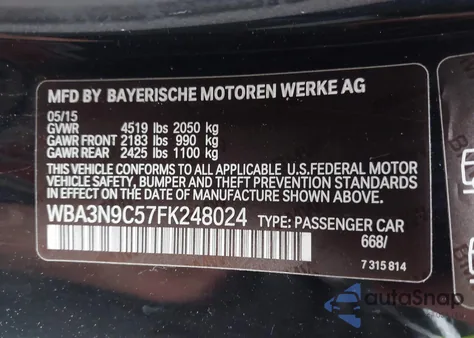 MFD BY BAYERISCHE MOTOREN WERKE AG
05/15
GVWR 4519 lbs 2050 kg
GAWR FRONT 2183 lbs 990 kg
GAWR REAR 2425 lbs 1100 kg
THIS VEHICLE CONFORMS TO ALL APPLICABLE U.S.FEDERAL MOTOR
VEHICLE SAFETY, BUMPER AND THEFT PREVENTION STANDARDS
IN EFFECT ON THE DATE OF MANUFACTURE SHOWN ABOVE.
WBA3N9C57FK248024 TYPE: PASSENGER CAR
668/
7 315 814
autoSnap